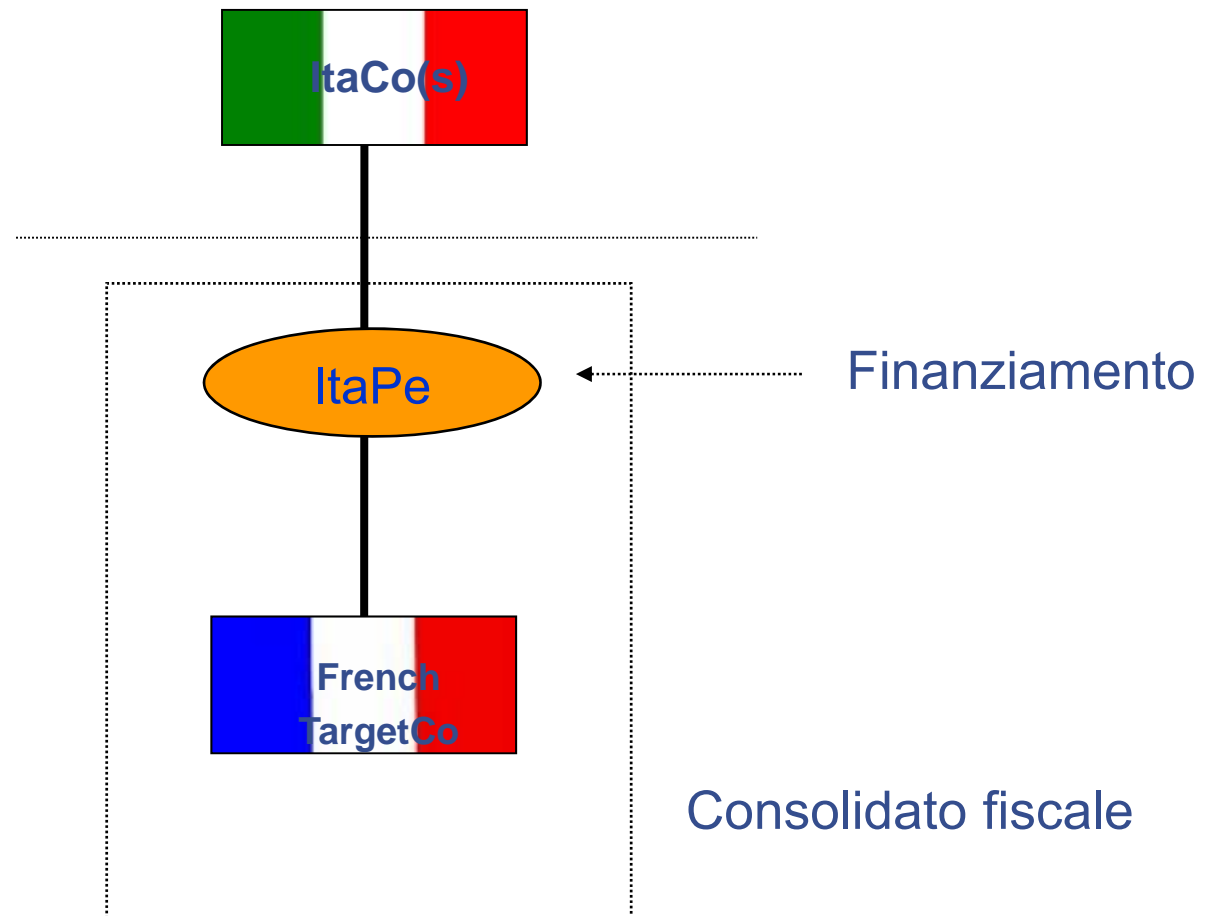 ItaCo(s)
ItaPe
Finanziamento
French
TargetCo
Consolidato fiscale